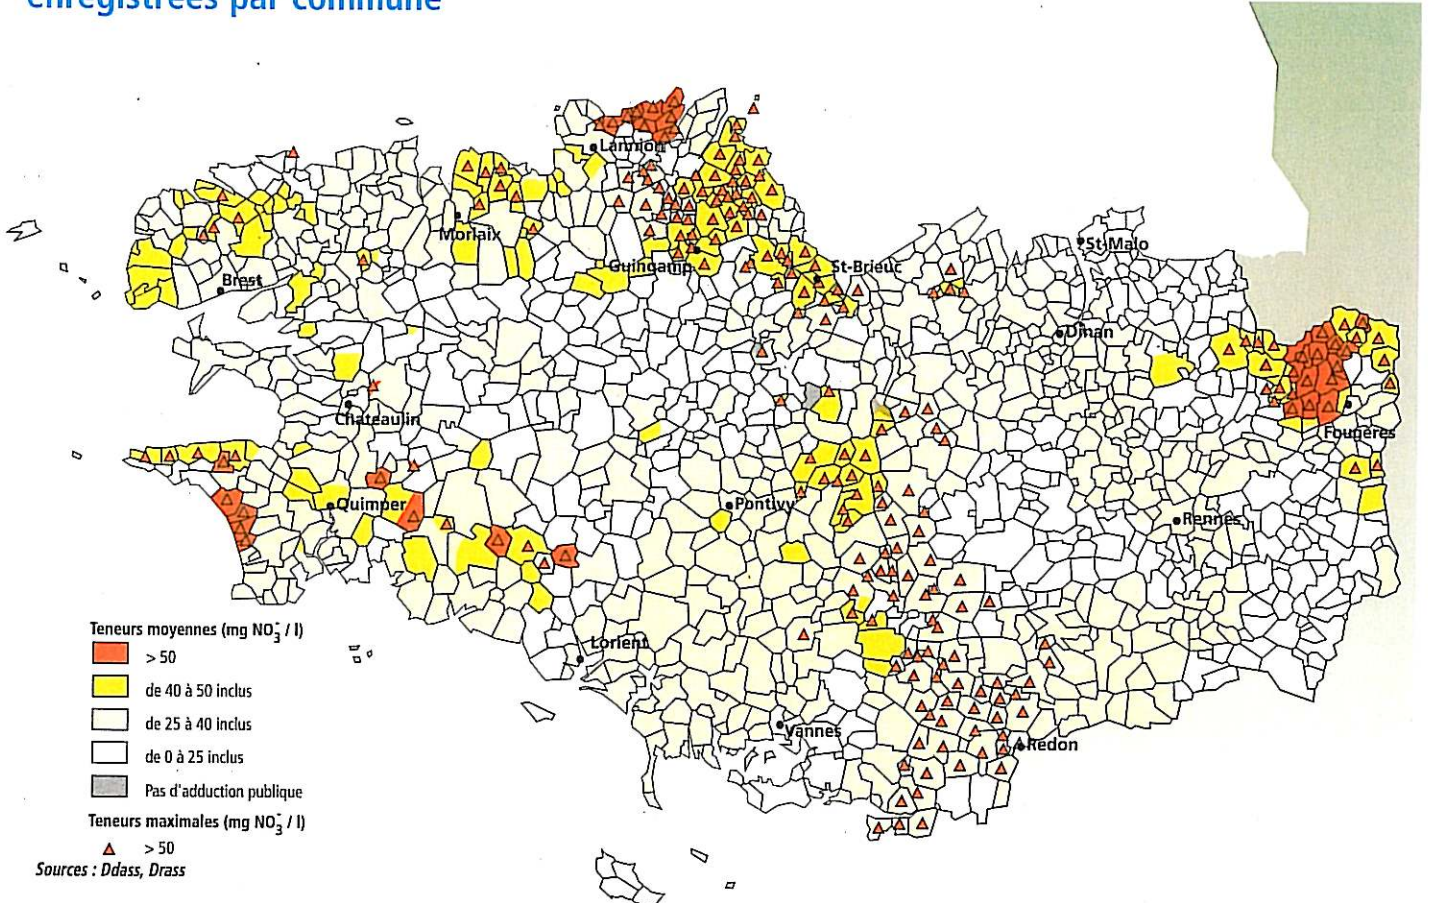 enregistrées par commune
Lannion
Morlaix
Guingamp
St-Brieuc
St-Malo
Brest
Dinan
Chateaulin
Fougères
Quimper
Pontivy
Rennes
Lorient
Vannes
Redon
Teneurs moyennes (mg NO₃⁻ / l)
> 50
de 40 à 50 inclus
de 25 à 40 inclus
de 0 à 25 inclus
Pas d'adduction publique
Teneurs maximales (mg NO₃⁻ / l)
> 50
Sources : Ddass, Drass